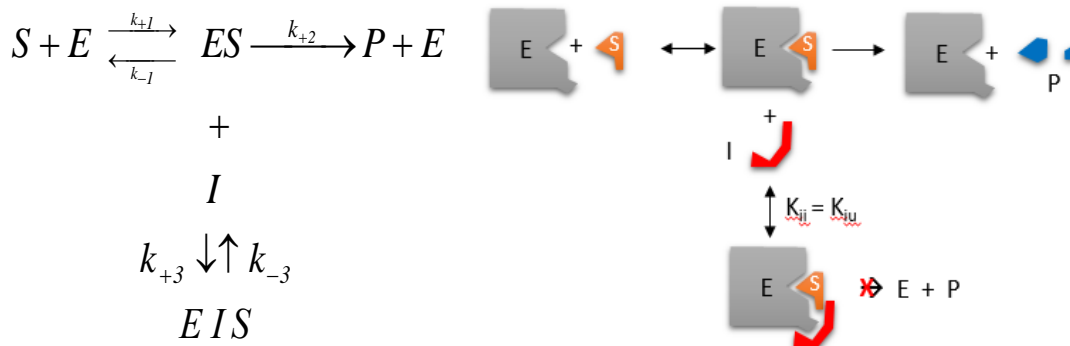 S + E k+1 k-1 ES k+2 P + E
+
I
k+3 ↓↑ k-3
E I S
E + S ↔ E S → E + P
+
I
Kii = Kiu
E S X→ E + P